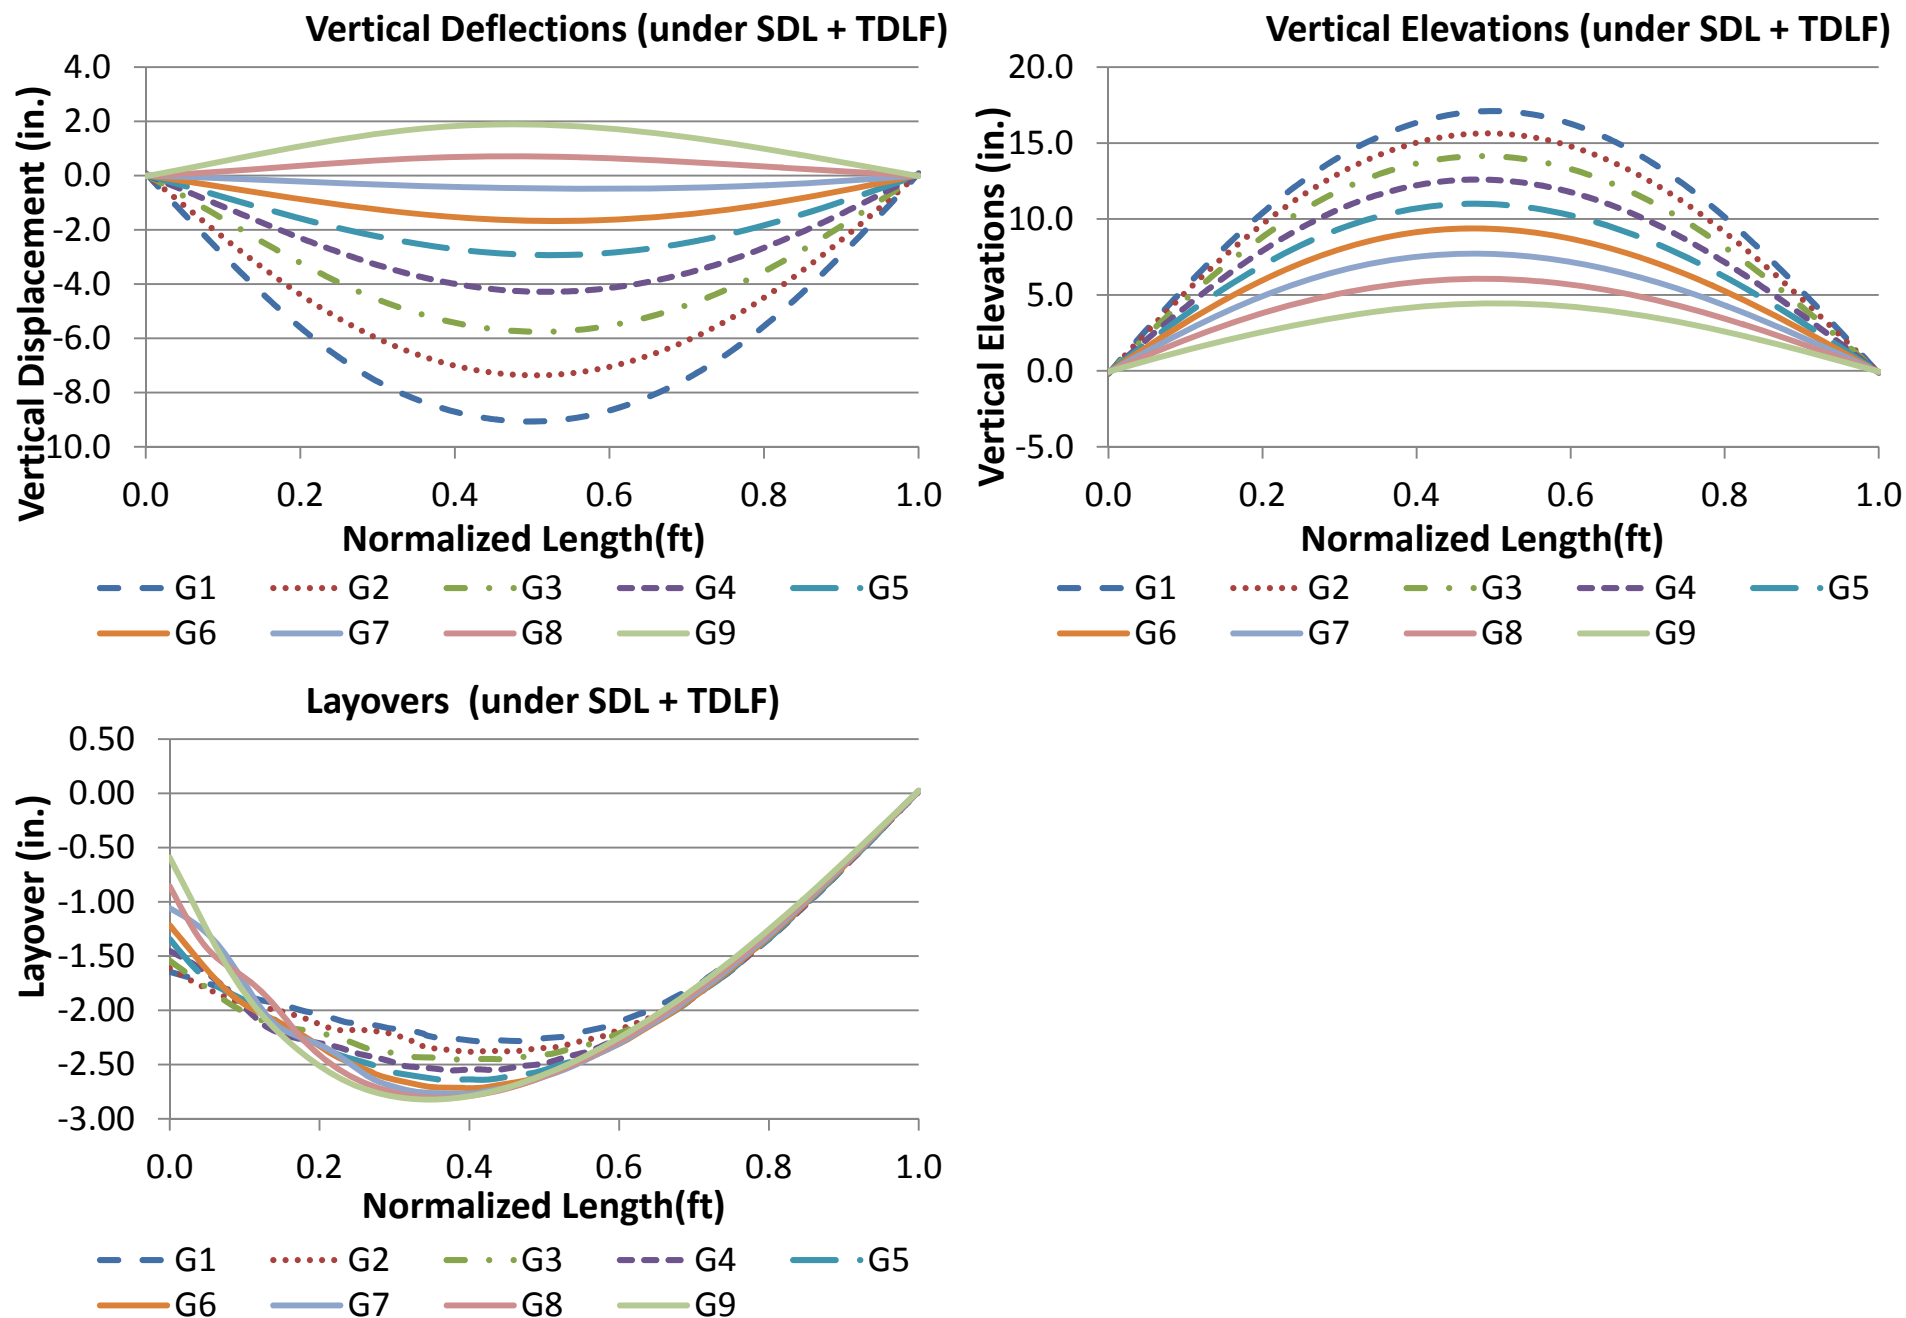 Vertical Deflections (under SDL + TDLF)
Vertical Displacement (in.)
4.0
2.0
0.0
-2.0
-4.0
-6.0
-8.0
10.0
0.0 0.2 0.4 0.6 0.8 1.0
Normalized Length(ft)
G1 G2 G3 G4 G5
G6 G7 G8 G9
Vertical Elevations (under SDL + TDLF)
Vertical Elevations (in.)
20.0
15.0
10.0
5.0
0.0
-5.0
0.0 0.2 0.4 0.6 0.8 1.0
Normalized Length(ft)
G1 G2 G3 G4 G5
G6 G7 G8 G9
Layovers (under SDL + TDLF)
Layover (in.)
0.50
0.00
-0.50
-1.00
-1.50
-2.00
-2.50
-3.00
0.0 0.2 0.4 0.6 0.8 1.0
Normalized Length(ft)
G1 G2 G3 G4 G5
G6 G7 G8 G9